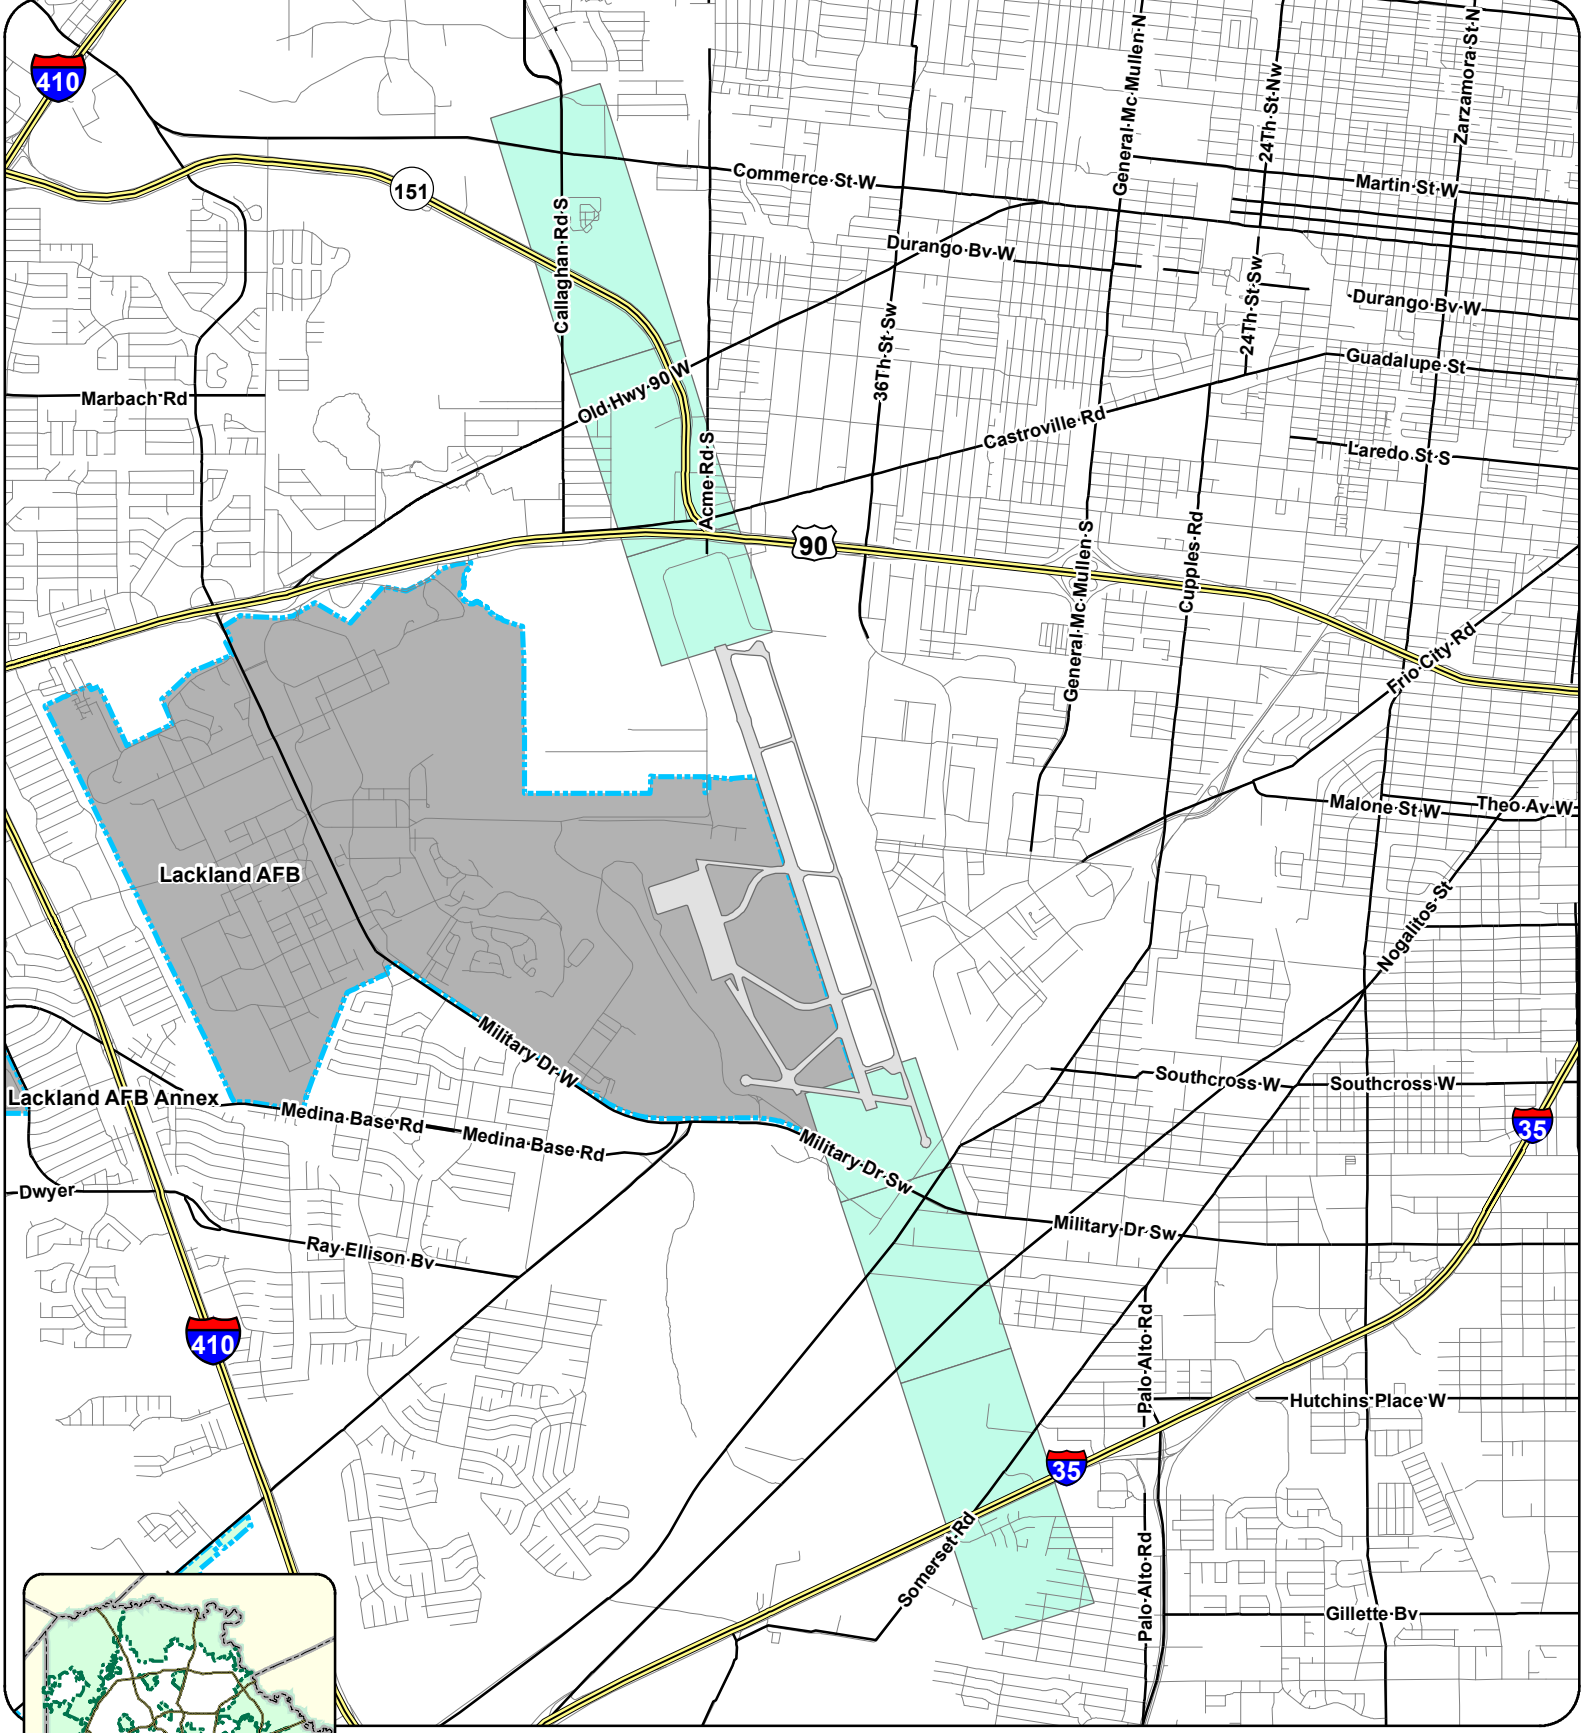 410
151
Commerce St W
Callaghan Rd S
General Mc Mullen N
24Th St Nw
Zarzamora St N
Martin St W
Durango Bv W
24Th St Sw
Durango Bv W
36Th St Sw
Guadalupe St
Marbach Rd
Old Hwy 90 W
Castroville Rd
Acme Rd S
Laredo St S
90
General Mc Mullen S
Cupples Rd
Frio City Rd
Malone St W
Theo Av W
Lackland AFB
Nogalitos St
Military Dr W
Southcross W
Southcross W
Lackland AFB Annex
Medina Base Rd
Medina Base Rd
35
Military Dr Sw
Dwyer
Military Dr Sw
Ray Ellison Bv
410
Palo Alto Rd
Hutchins Place W
35
Somerset Rd
Palo Alto Rd
Gillette Bv